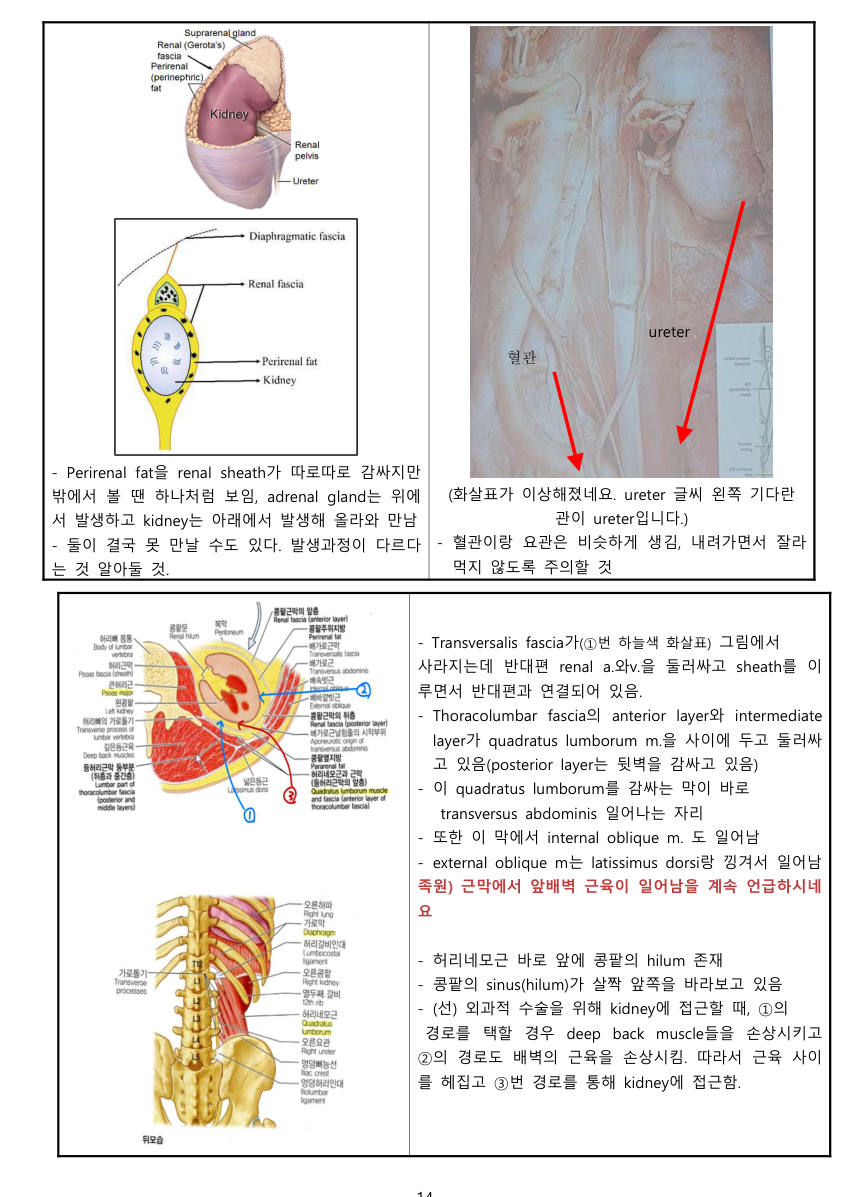 Suprarenal gland
Renal (Gerota's)
fascia
Perirenal
(perinephric)
fat
Kidney
Renal
pelvis
Ureter
Diaphragmatic fascia
Renal fascia
Perirenal fat
Kidney
- Perirenal fat을 renal sheath가 따로따로 감싸지만
밖에서 볼 땐 하나처럼 보임, adrenal gland는 위에
서 발생하고 kidney는 아래에서 발생해 올라와 만남
- 둘이 결국 못 만날 수도 있다. 발생과정이 다르다
는 것 알아둘 것.
ureter
혈관
(화살표가 이상해졌네요. ureter 글씨 왼쪽 기다란
관이 ureter입니다.)
- 혈관이랑 요관은 비슷하게 생김, 내려가면서 잘라
먹지 않도록 주의할 것
허리뼈 몸통
Body of lumbar
vertebra
허리근막
Psoas fascia (sheath)
큰허리근
Psoas major
왼콩팥
Left kidney
허리뼈의 가로돌기
Transverse process of
lumbar vertebra
깊은등근육
Deep back muscles
등허리근막 등부분
(뒤층과 중간층)
Lumbar part of
thoracolumbar fascia
(posterior and
middle layers)
콩팥문
Renal hilum
복막
Peritoneum
콩팥근막의 앞층
Renal fascia (anterior layer)
콩팥주위지방
Perirenal fat
배가로근막
Transversalis fascia
배가로근
Transversus abdominis
배속빗근
Internal oblique
배바깥빗근
External oblique
②
콩팥근막의 뒤층
Renal fascia (posterior layer)
배가로근널힘줄의 시작부위
Aponeurotic origin of
transversus abdominis
콩팥옆지방
Pararenal fat
허리네모근과 근막
(등허리근막의 앞층)
Quadratus lumborum muscle
and fascia (anterior layer of
thoracolumbar fascia)
넓은등근
Latissimus dorsi
③
①
오른허파
Right lung
가로막
Diaphragm
허리갈비인대
Lumbocostal
ligament
오른콩팥
Right kidney
열두째 갈비
12th rib
허리네모근
Quadratus
lumborum
오른요관
Right ureter
엉덩뼈능선
Iliac crest
엉덩허리인대
Iliolumbar
ligament
가로돌기
Transverse
processes
T12
L1
L2
L3
L4
L5
뒤모습
- Transversalis fascia가(①번 하늘색 화살표) 그림에서
사라지는데 반대편 renal a.와v.을 둘러싸고 sheath를 이
루면서 반대편과 연결되어 있음.
- Thoracolumbar fascia의 anterior layer와 intermediate
layer가 quadratus lumborum m.을 사이에 두고 둘러싸
고 있음(posterior layer는 뒷벽을 감싸고 있음)
- 이 quadratus lumborum를 감싸는 막이 바로
transversus abdominis 일어나는 자리
- 또한 이 막에서 internal oblique m. 도 일어남
- external oblique m는 latissimus dorsi랑 낑겨서 일어남
족원) 근막에서 앞배벽 근육이 일어남을 계속 언급하시네
요
- 허리네모근 바로 앞에 콩팥의 hilum 존재
- 콩팥의 sinus(hilum)가 살짝 앞쪽을 바라보고 있음
- (선) 외과적 수술을 위해 kidney에 접근할 때, ①의
경로를 택할 경우 deep back muscle들을 손상시키고
②의 경로도 배벽의 근육을 손상시킴. 따라서 근육 사이
를 헤집고 ③번 경로를 통해 kidney에 접근함.
14